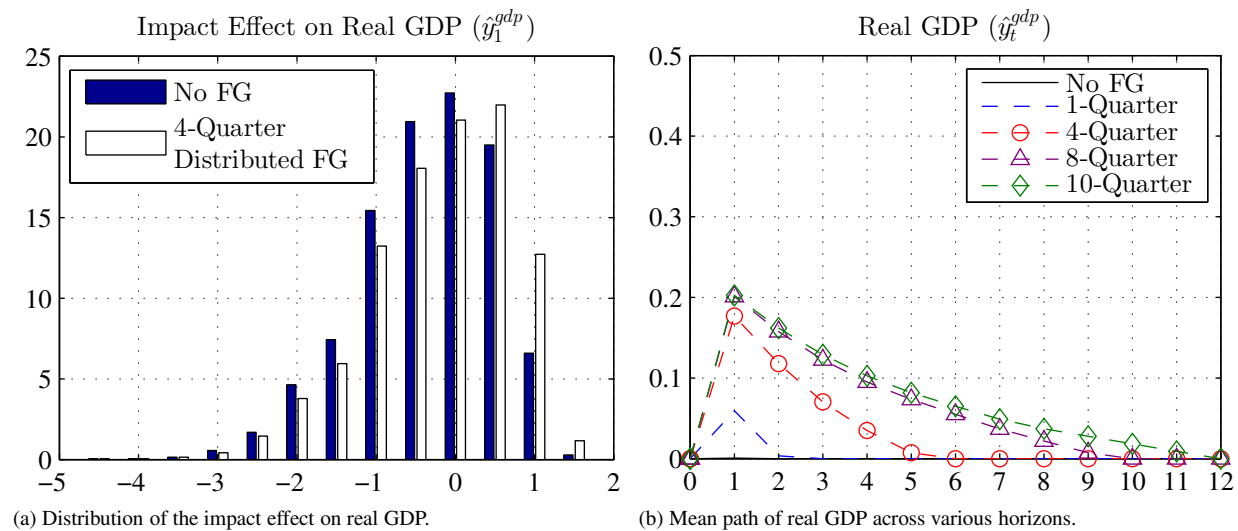 Impact Effect on Real GDP (ŷ₁^gdp)
25
20
15
10
5
0
No FG
4-Quarter
Distributed FG
−5 −4 −3 −2 −1 0 1 2
(a) Distribution of the impact effect on real GDP.
Real GDP (ŷₜ^gdp)
0.5
0.4
0.3
0.2
0.1
0
No FG
1-Quarter
4-Quarter
8-Quarter
10-Quarter
0 1 2 3 4 5 6 7 8 9 10 11 12
(b) Mean path of real GDP across various horizons.